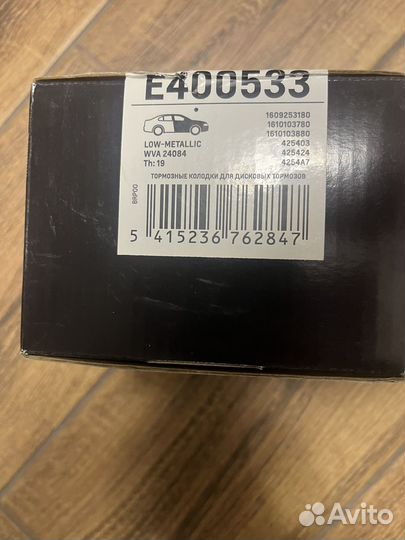 E400533
1609253180
1610103780
1610103880
LOW-METALLIC 425403
WVA 24084 425424
Th: 19 4254A7
ТОРМОЗНЫЕ КОЛОДКИ ДЛЯ ДИСКОВЫХ ТОРМОЗОВ
BRPOO
5 415236 762847
Avito